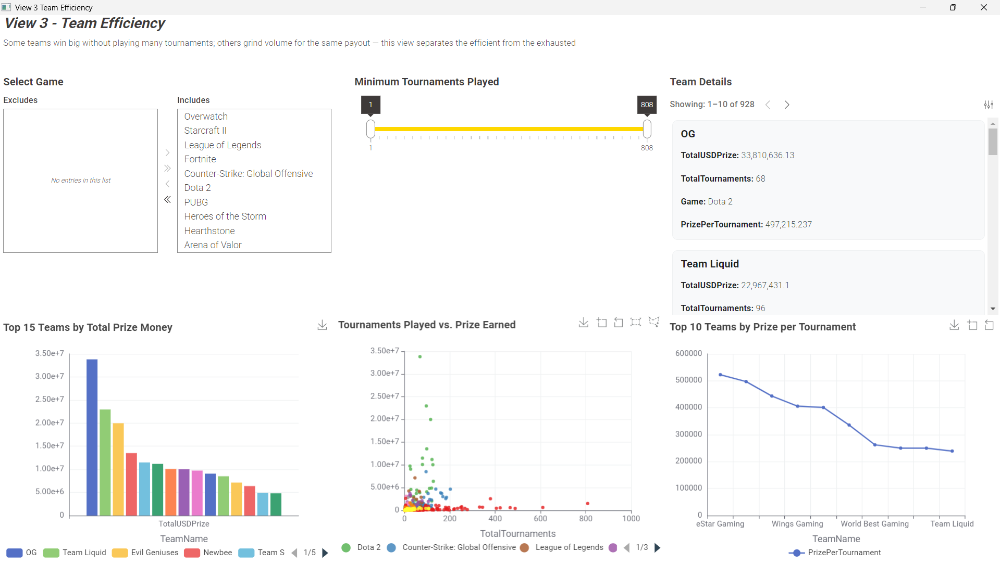 View 3 Team Efficiency
View 3 - Team Efficiency
Some teams win big without playing many tournaments; others grind volume for the same payout — this view separates the efficient from the exhausted
Select Game
Excludes
Includes
No entries in this list
Overwatch
Starcraft II
League of Legends
Fortnite
Counter-Strike: Global Offensive
Dota 2
PUBG
Heroes of the Storm
Hearthstone
Arena of Valor
Minimum Tournaments Played
1
808
1
808
Team Details
Showing: 1–10 of 928
OG
TotalUSDPrize: 33,810,636.13
TotalTournaments: 68
Game: Dota 2
PrizePerTournament: 497,215.237
Team Liquid
TotalUSDPrize: 22,967,431.1
TotalTournaments: 96
Top 15 Teams by Total Prize Money
3.50e+7
3.00e+7
2.50e+7
2.00e+7
1.50e+7
1.00e+7
5.00e+6
0
TotalUSDPrize
TeamName
OG Team Liquid Evil Geniuses Newbee Team S 1/5
Tournaments Played vs. Prize Earned
3.50e+7
3.00e+7
2.50e+7
2.00e+7
1.50e+7
1.00e+7
5.00e+6
0
0 200 400 600 800 1000
TotalTournaments
Dota 2 Counter-Strike: Global Offensive League of Legends 1/3
Top 10 Teams by Prize per Tournament
600000
500000
400000
300000
200000
100000
0
eStar Gaming Wings Gaming World Best Gaming Team Liquid
TeamName
PrizePerTournament